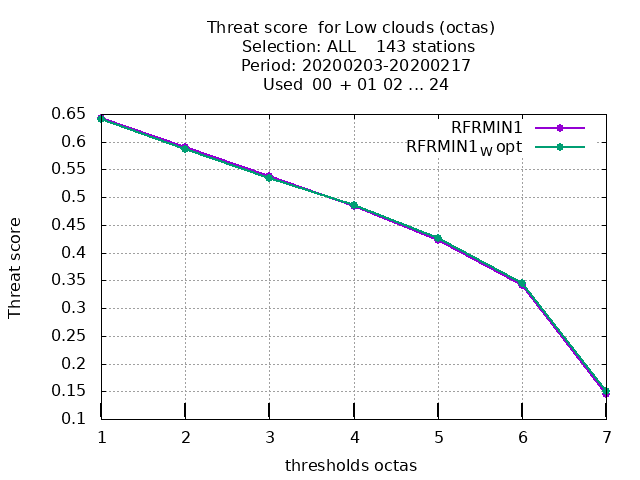 Threat score  for Low clouds (octas)
Selection: ALL    143 stations
Period: 20200203-20200217
Used  00  + 01 02 ... 24
RFRMIN1
RFRMIN1W opt
0.65
0.6
0.55
0.5
0.45
0.4
0.35
0.3
0.25
0.2
0.15
0.1
Threat score
1 2 3 4 5 6 7
thresholds octas